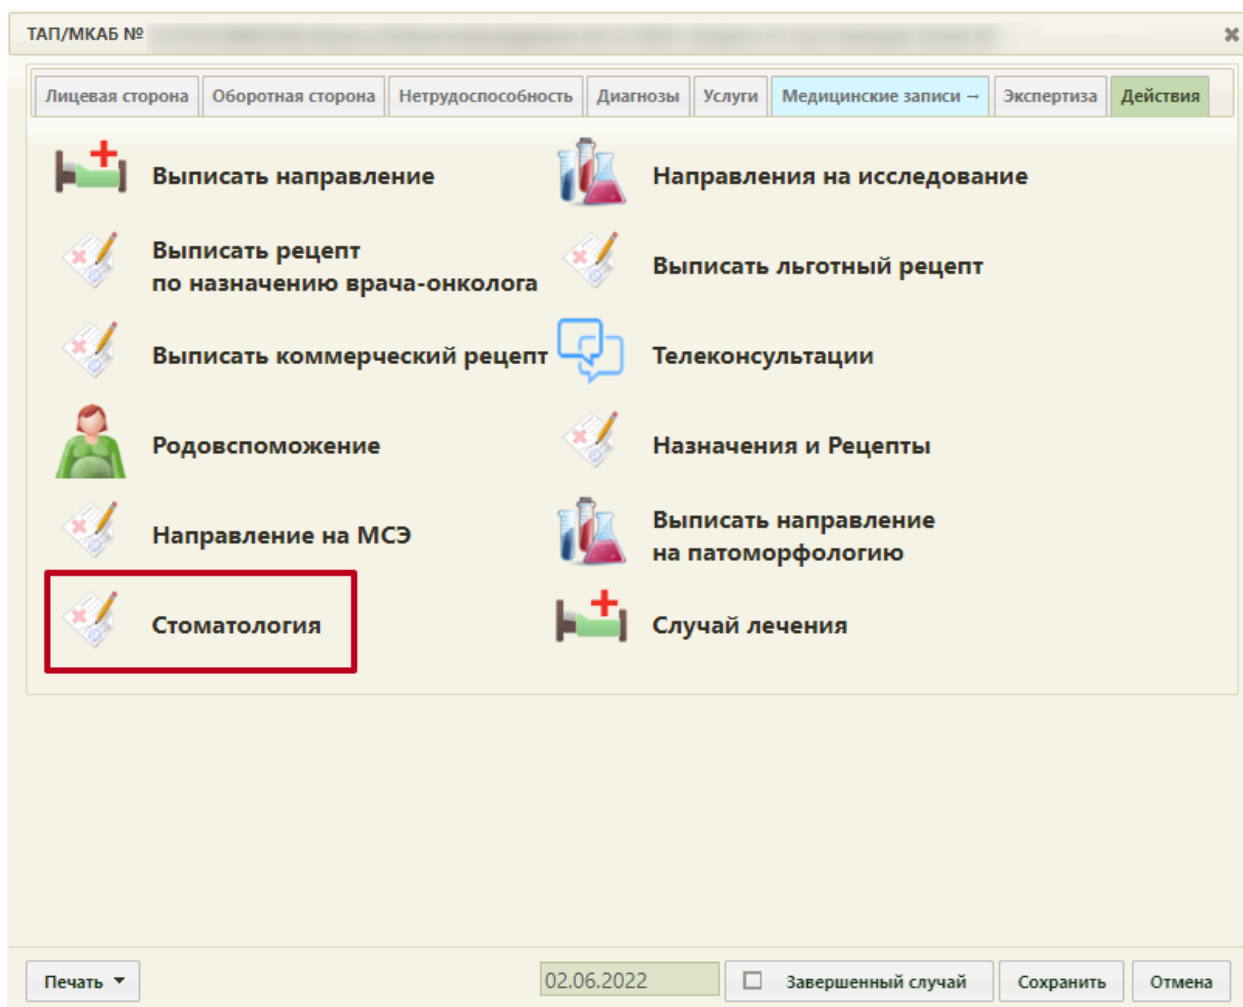 ТАП/МКАБ №
Лицевая сторона Оборотная сторона Нетрудоспособность Диагнозы Услуги Медицинские записи → Экспертиза Действия
Выписать направление
Направления на исследование
Выписать рецепт
по назначению врача-онколога
Выписать льготный рецепт
Выписать коммерческий рецепт
Телеконсультации
Родовспоможение
Назначения и Рецепты
Направление на МСЭ
Выписать направление
на патоморфологию
Стоматология
Случай лечения
Печать
02.06.2022
Завершенный случай
Сохранить
Отмена